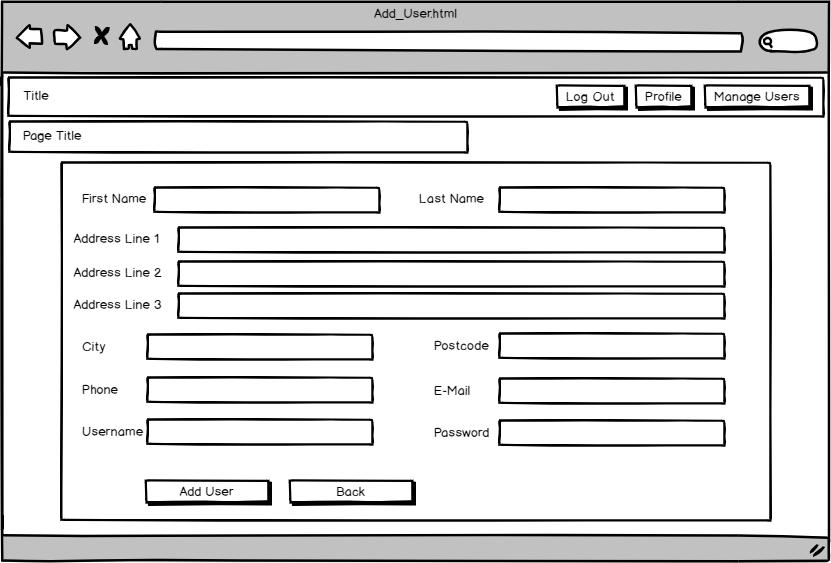 Add_User.html
Title
Log Out Profile Manage Users
Page Title
First Name Last Name
Address Line 1
Address Line 2
Address Line 3
City Postcode
Phone E-Mail
Username Password
Add User Back